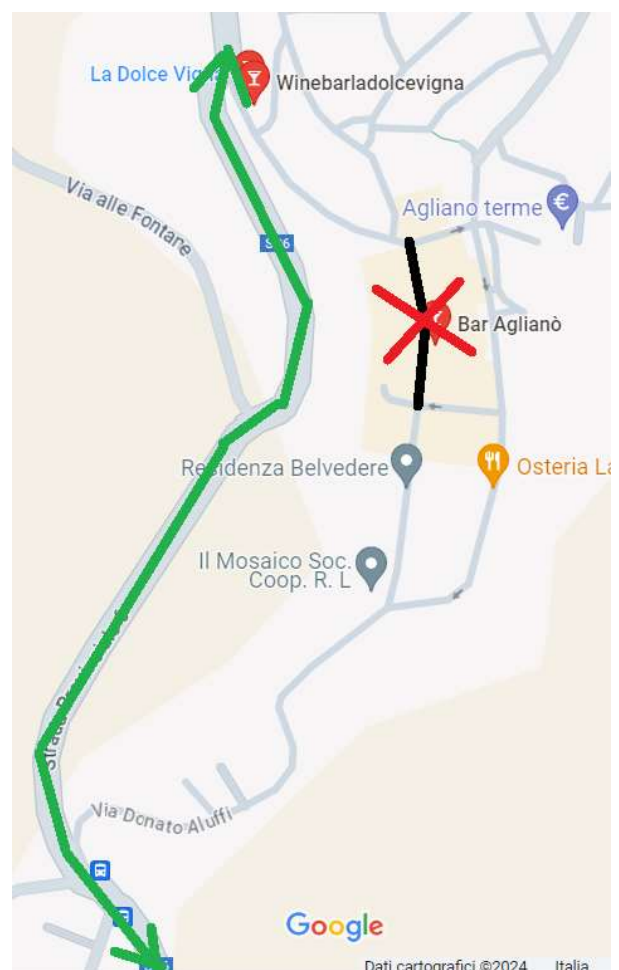 La Dolce Vigna
Winebarladolcevigna
Via alle Fontane
Agliano terme
Bar Aglianò
Residenza Belvedere
Osteria La
Il Mosaico Soc.
Coop. R. L
Via Donato Aluffi
Google
Dati cartografici ©2024 Italia